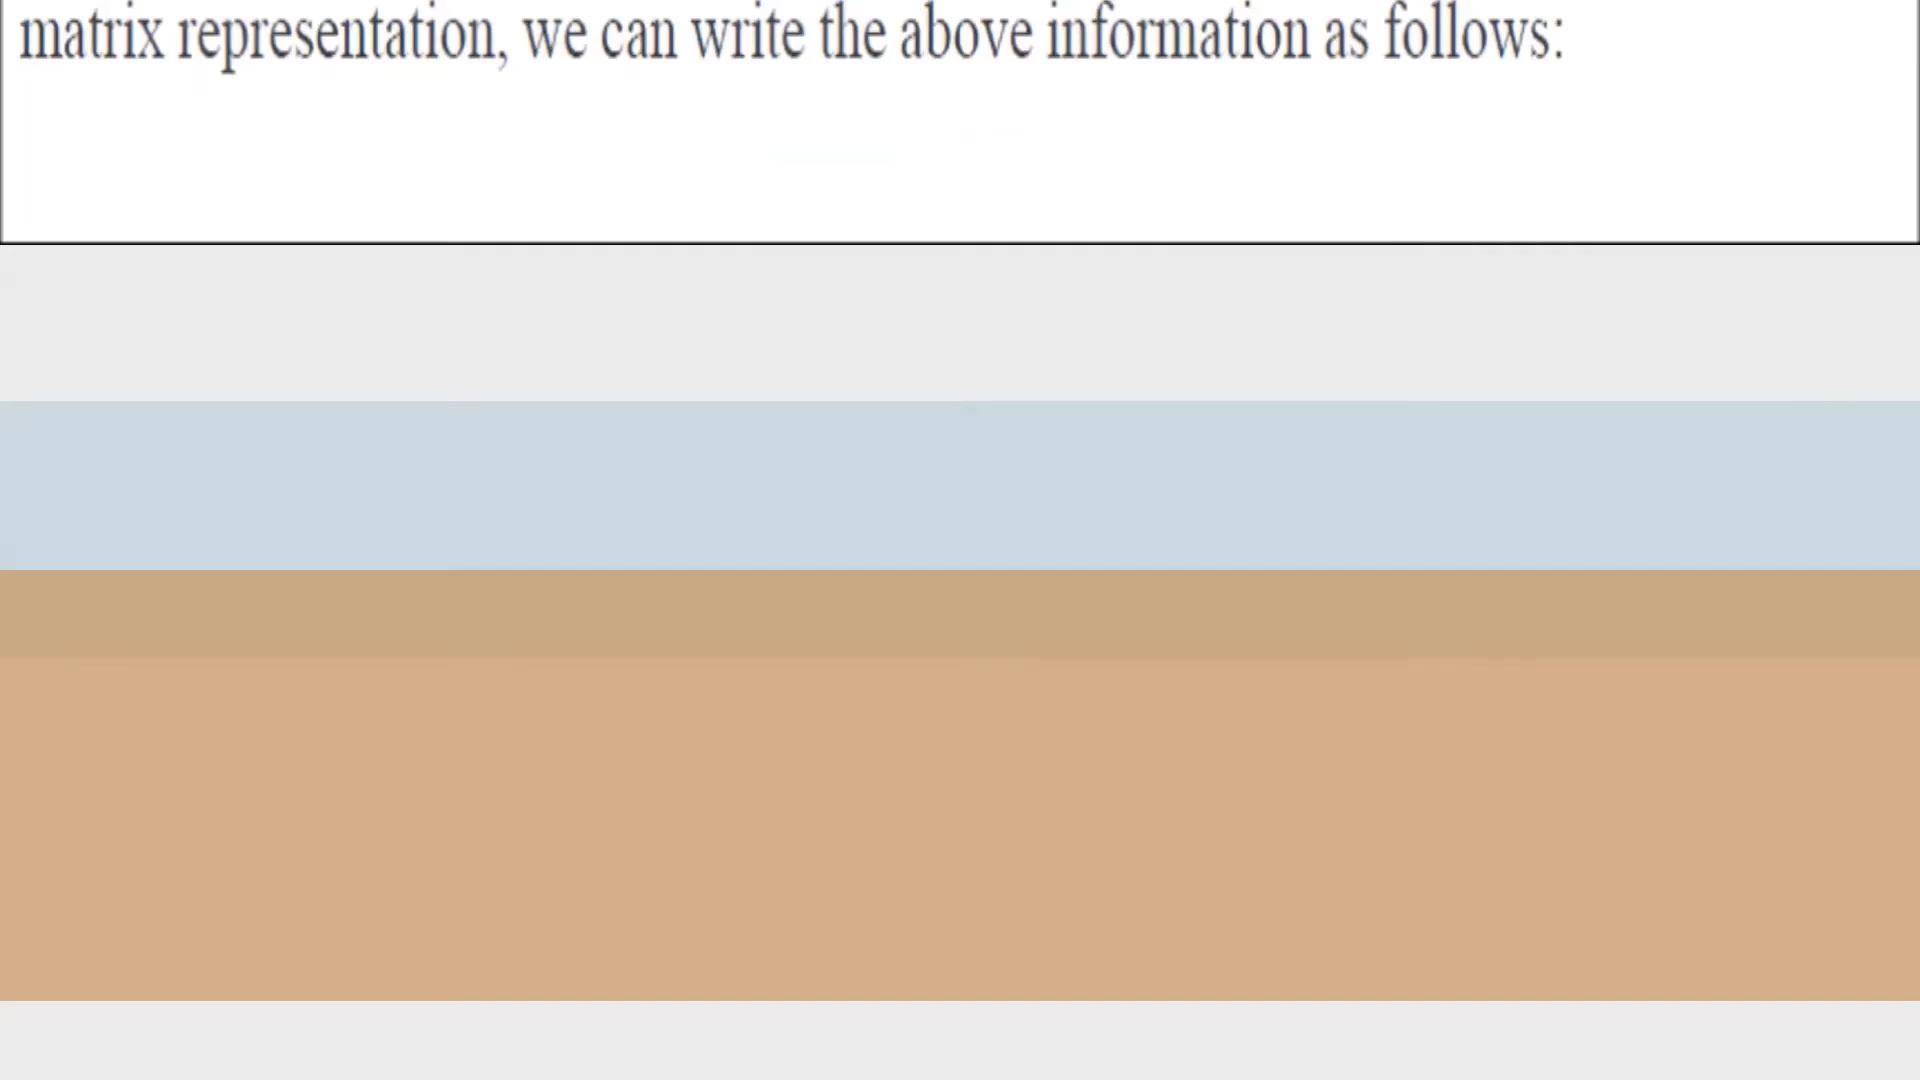 matrix representation, we can write the above information as follows: